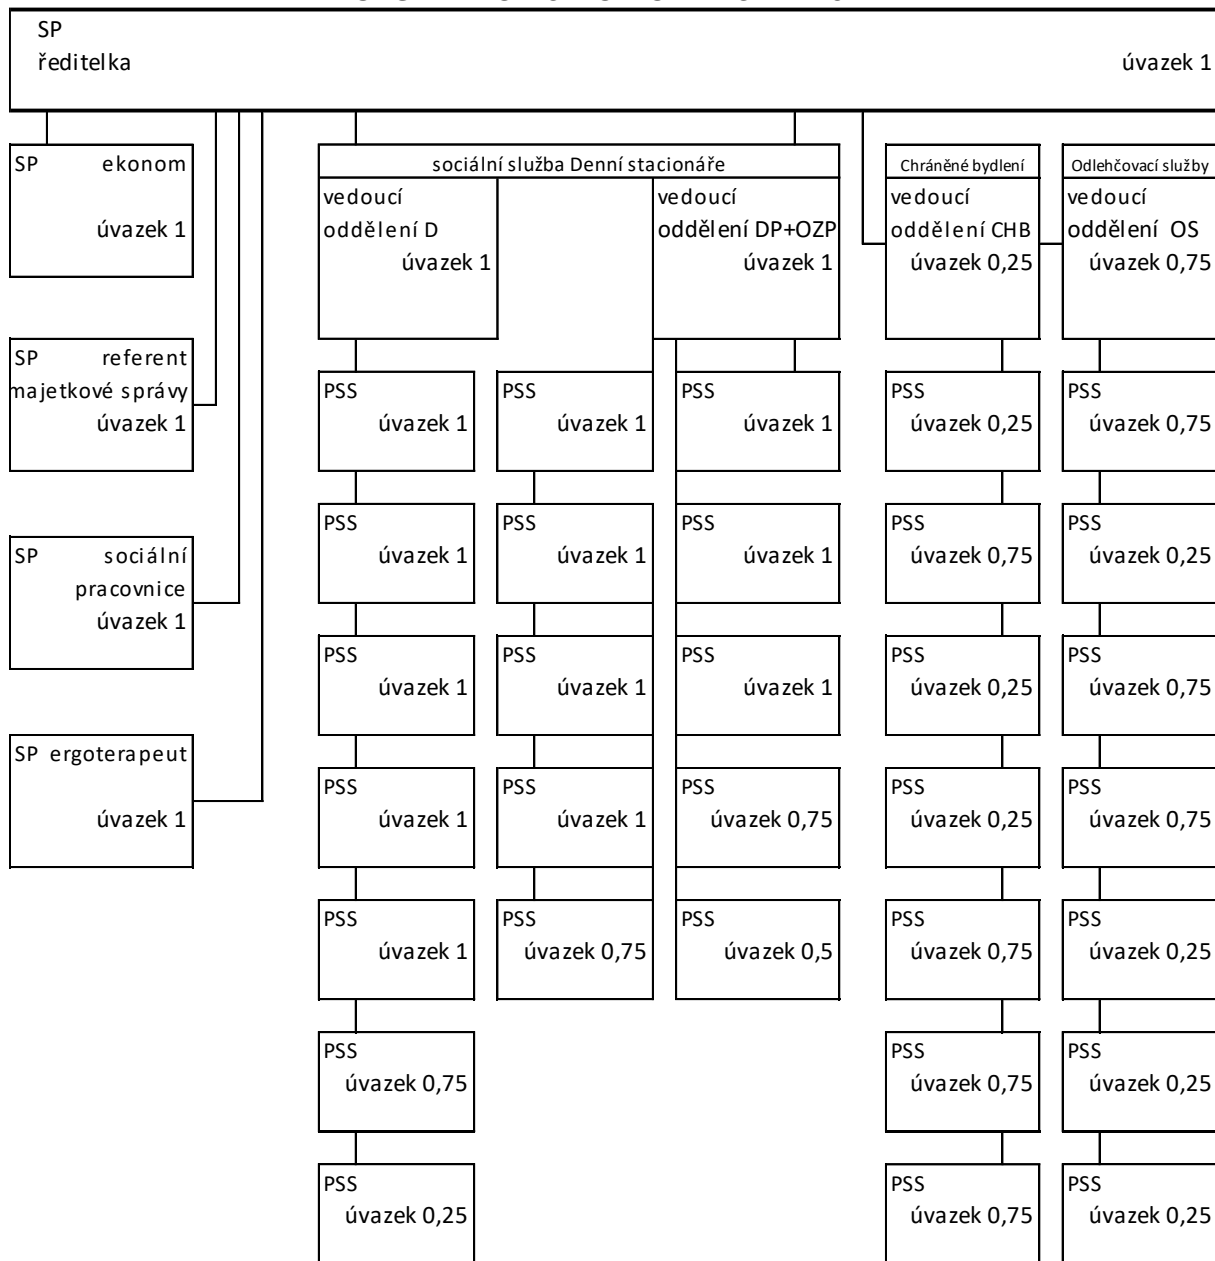 SP
ředitelka úvazek 1
SP ekonom
úvazek 1
SP referent
majetkové správy
úvazek 1
SP sociální
pracovnice
úvazek 1
SP ergoterapeut
úvazek 1
sociální služba Denní stacionáře
vedoucí
oddělení D
úvazek 1
vedoucí
oddělení DP+OZP
úvazek 1
PSS
úvazek 1
PSS
úvazek 1
PSS
úvazek 1
PSS
úvazek 1
PSS
úvazek 1
PSS
úvazek 0,75
PSS
úvazek 0,25
PSS
úvazek 1
PSS
úvazek 1
PSS
úvazek 1
PSS
úvazek 1
PSS
úvazek 0,75
PSS
úvazek 1
PSS
úvazek 1
PSS
úvazek 1
PSS
úvazek 0,75
PSS
úvazek 0,5
Chráněné bydlení
vedoucí
oddělení CHB
úvazek 0,25
PSS
úvazek 0,25
PSS
úvazek 0,75
PSS
úvazek 0,25
PSS
úvazek 0,25
PSS
úvazek 0,75
PSS
úvazek 0,75
PSS
úvazek 0,75
Odlehčovací služby
vedoucí
oddělení OS
úvazek 0,75
PSS
úvazek 0,75
PSS
úvazek 0,25
PSS
úvazek 0,75
PSS
úvazek 0,75
PSS
úvazek 0,25
PSS
úvazek 0,25
PSS
úvazek 0,25